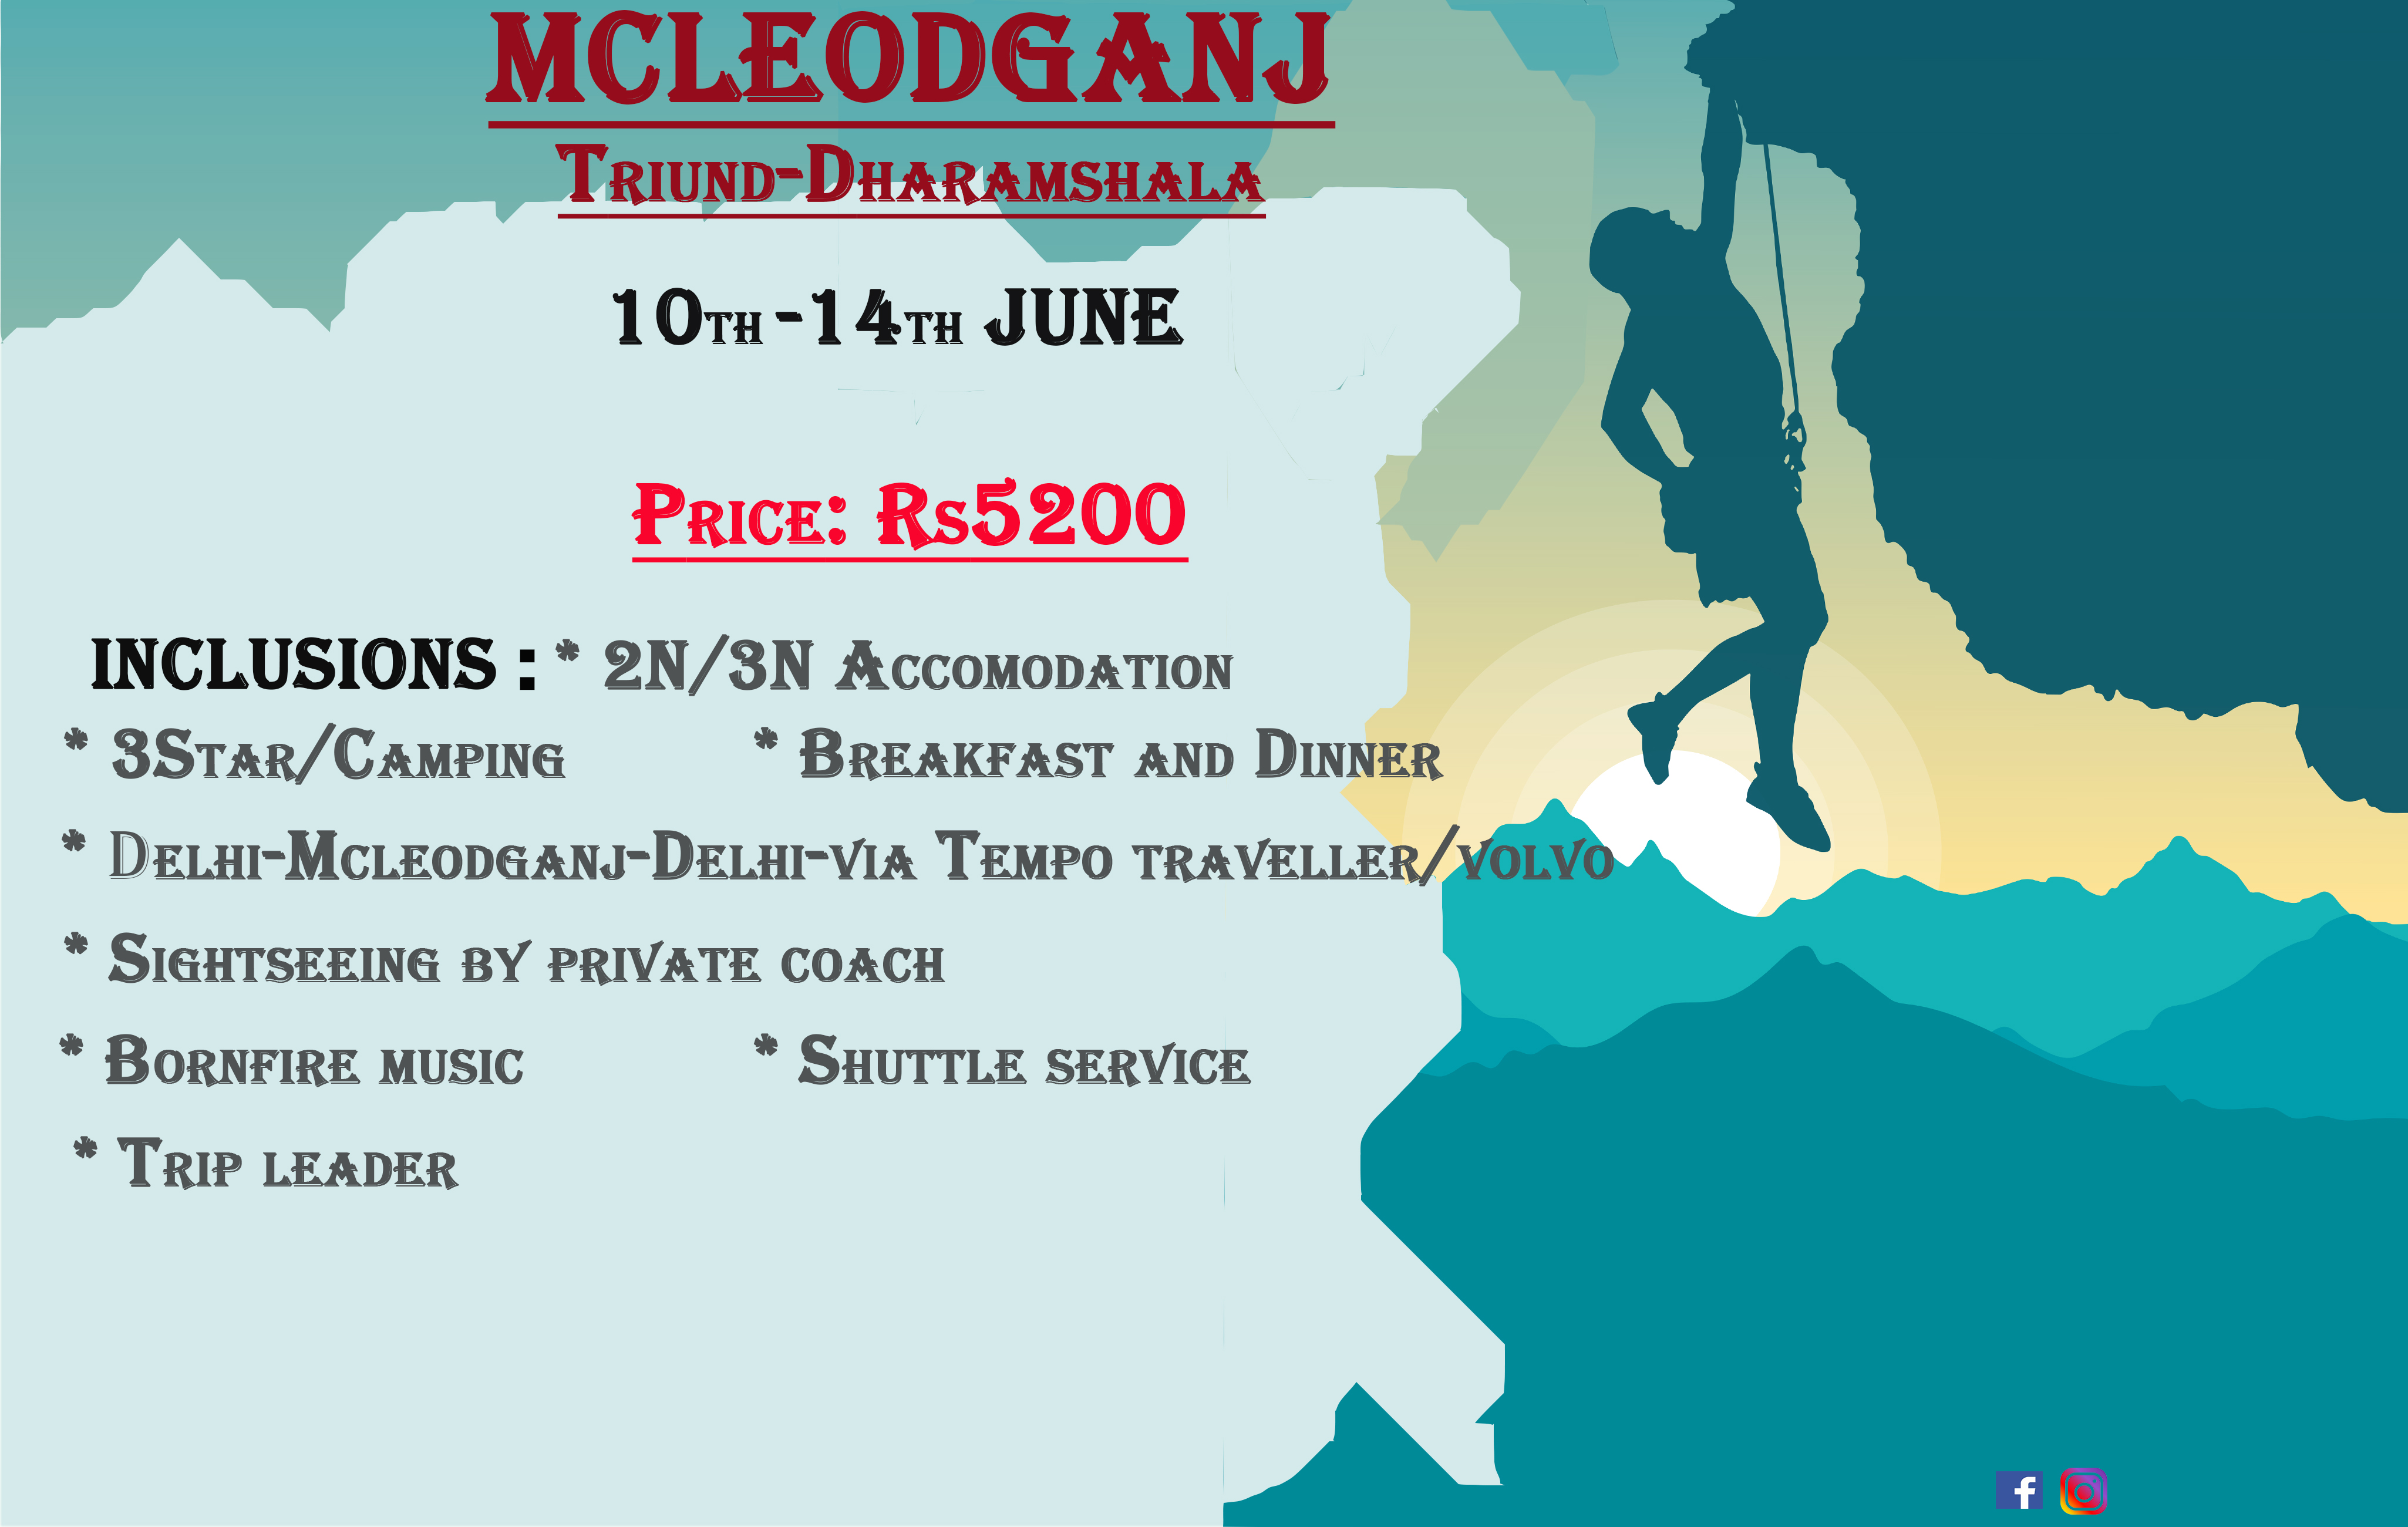 MCLEODGANJ
Triund-Dharamshala
10th -14th JUNE
Price: Rs5200
INCLUSIONS : * 2N/3N Accomodation
* 3Star/Camping * Breakfast and Dinner
* Delhi-Mcleodganj-Delhi-via Tempo traveller/volvo
* Sightseeing by private coach
* Bornfire music * Shuttle service
* Trip leader